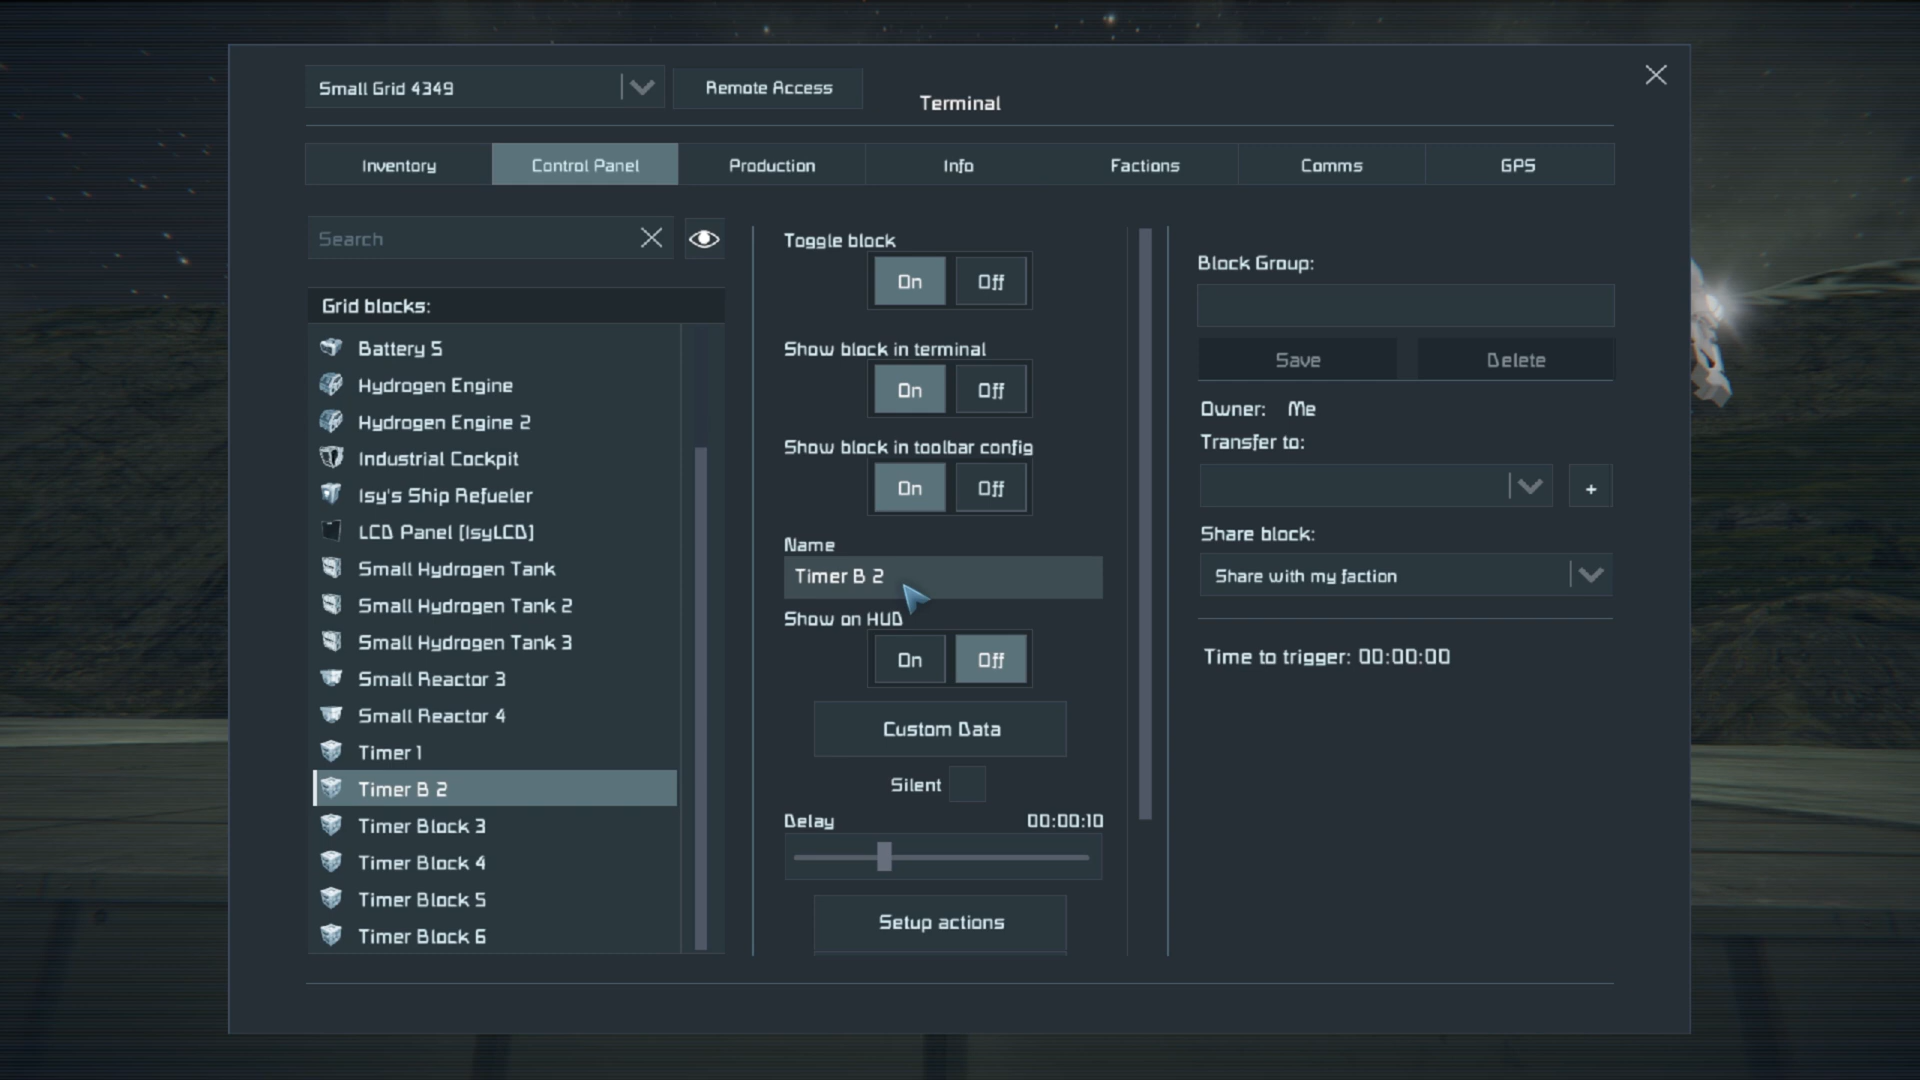 Small Grid 4349
Remote Access
Terminal
Inventory
Control Panel
Production
Info
Factions
Comms
GPS
Search
Grid blocks:
Battery 5
Hydrogen Engine
Hydrogen Engine 2
Industrial Cockpit
Isy's Ship Refueler
LCD Panel [IsyLCD]
Small Hydrogen Tank
Small Hydrogen Tank 2
Small Hydrogen Tank 3
Small Reactor 3
Small Reactor 4
Timer 1
Timer B 2
Timer Block 3
Timer Block 4
Timer Block 5
Timer Block 6
Toggle block
On Off
Show block in terminal
On Off
Show block in toolbar config
On Off
Name
Timer B 2
Show on HUD
On Off
Custom Data
Silent
Delay 00:00:10
Setup actions
Block Group:
Save Delete
Owner: Me
Transfer to:
+
Share block:
Share with my faction
Time to trigger: 00:00:00